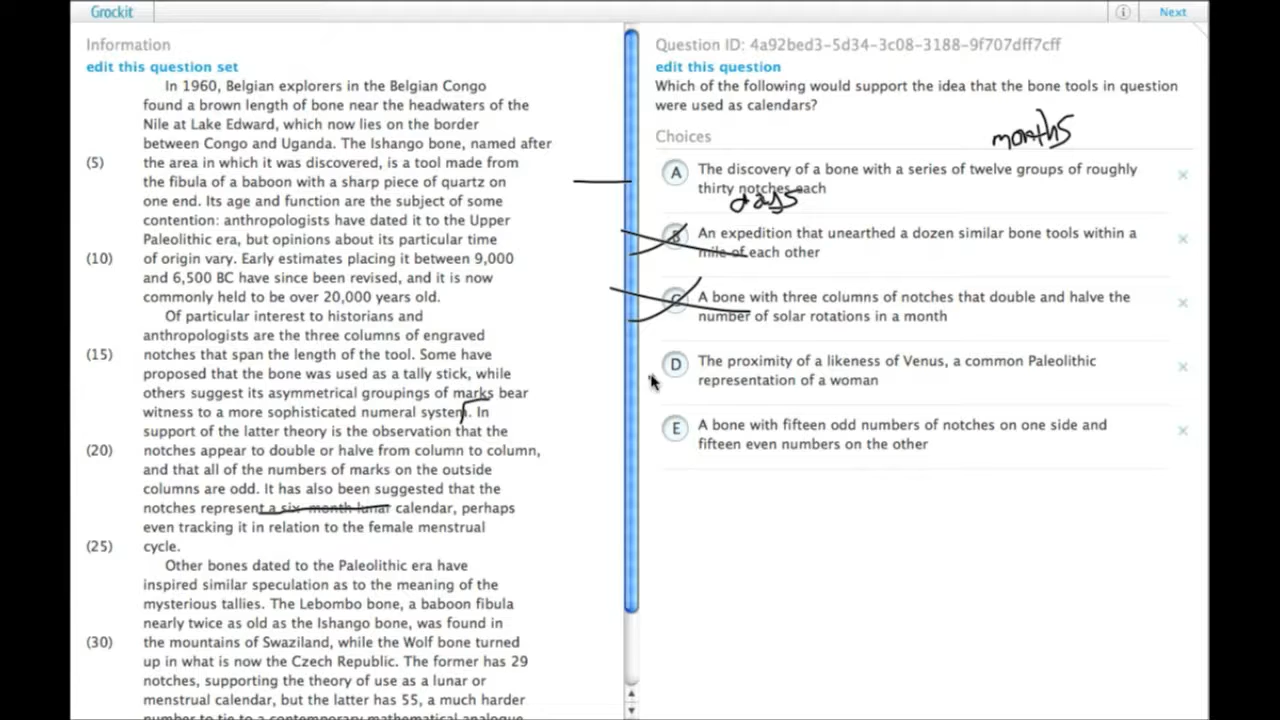 Grockit
Next
Information
edit this question set
In 1960, Belgian explorers in the Belgian Congo
found a brown length of bone near the headwaters of the
Nile at Lake Edward, which now lies on the border
between Congo and Uganda. The Ishango bone, named after
(5) the area in which it was discovered, is a tool made from
the fibula of a baboon with a sharp piece of quartz on
one end. Its age and function are the subject of some
contention: anthropologists have dated it to the Upper
Paleolithic era, but opinions about its particular time
(10) of origin vary. Early estimates placing it between 9,000
and 6,500 BC have since been revised, and it is now
commonly held to be over 20,000 years old.
Of particular interest to historians and
anthropologists are the three columns of engraved
(15) notches that span the length of the tool. Some have
proposed that the bone was used as a tally stick, while
others suggest its asymmetrical groupings of marks bear
witness to a more sophisticated numeral system. In
support of the latter theory is the observation that the
(20) notches appear to double or halve from column to column,
and that all of the numbers of marks on the outside
columns are odd. It has also been suggested that the
notches represent a six-month lunar calendar, perhaps
even tracking it in relation to the female menstrual
(25) cycle.
Other bones dated to the Paleolithic era have
inspired similar speculation as to the meaning of the
mysterious tallies. The Lebombo bone, a baboon fibula
nearly twice as old as the Ishango bone, was found in
(30) the mountains of Swaziland, while the Wolf bone turned
up in what is now the Czech Republic. The former has 29
notches, supporting the theory of use as a lunar or
menstrual calendar, but the latter has 55, a much harder
number to tie to a contemporary mathematical analogue
Question ID: 4a92bed3-5d34-3c08-3188-9f707dff7cff
edit this question
Which of the following would support the idea that the bone tools in question
were used as calendars?
Choices
months
A The discovery of a bone with a series of twelve groups of roughly
thirty notches each
days
B An expedition that unearthed a dozen similar bone tools within a
mile of each other
C A bone with three columns of notches that double and halve the
number of solar rotations in a month
D The proximity of a likeness of Venus, a common Paleolithic
representation of a woman
E A bone with fifteen odd numbers of notches on one side and
fifteen even numbers on the other